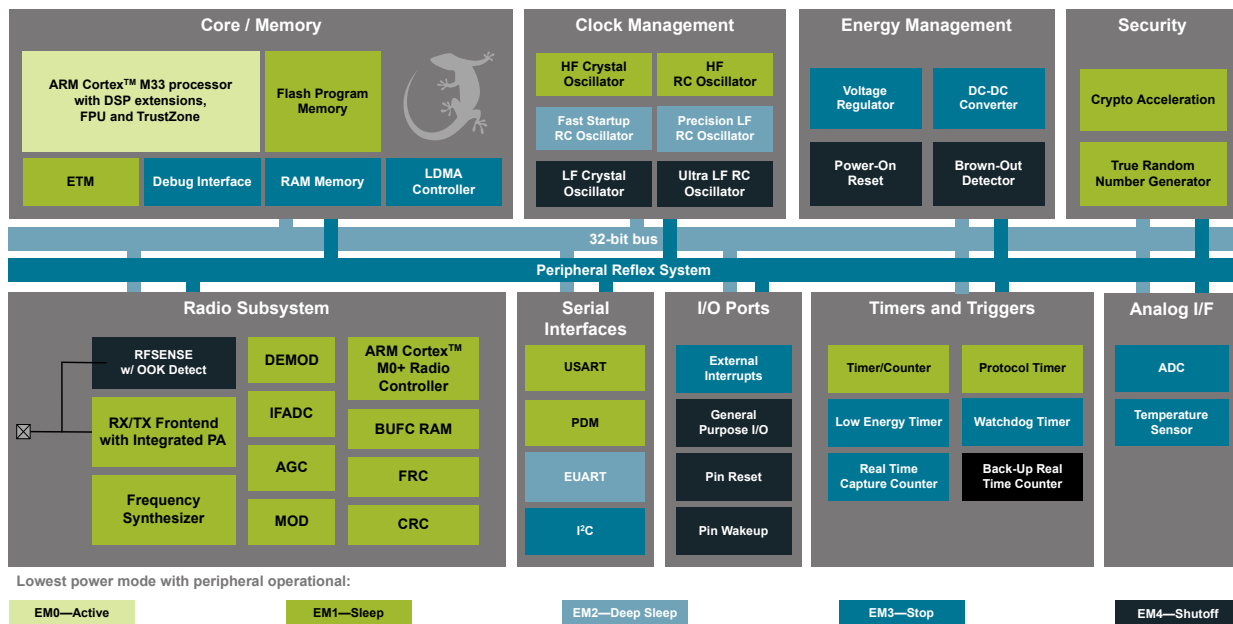 Core / Memory
ARM Cortex™ M33 processor
with DSP extensions,
FPU and TrustZone
Flash Program
Memory
ETM
Debug Interface
RAM Memory
LDMA
Controller
Clock Management
HF Crystal
Oscillator
HF
RC Oscillator
Fast Startup
RC Oscillator
Precision LF
RC Oscillator
LF Crystal
Oscillator
Ultra LF RC
Oscillator
Energy Management
Voltage
Regulator
DC-DC
Converter
Power-On
Reset
Brown-Out
Detector
Security
Crypto Acceleration
True Random
Number Generator
32-bit bus
Peripheral Reflex System
Radio Subsystem
RFSENSE
w/ OOK Detect
RX/TX Frontend
with Integrated PA
Frequency
Synthesizer
DEMOD
IFADC
AGC
MOD
ARM Cortex™
M0+ Radio
Controller
BUFC RAM
FRC
CRC
Serial
Interfaces
USART
PDM
EUART
I²C
I/O Ports
External
Interrupts
General
Purpose I/O
Pin Reset
Pin Wakeup
Timers and Triggers
Timer/Counter
Protocol Timer
Low Energy Timer
Watchdog Timer
Real Time
Capture Counter
Back-Up Real
Time Counter
Analog I/F
ADC
Temperature
Sensor
Lowest power mode with peripheral operational:
EM0—Active
EM1—Sleep
EM2—Deep Sleep
EM3—Stop
EM4—Shutoff